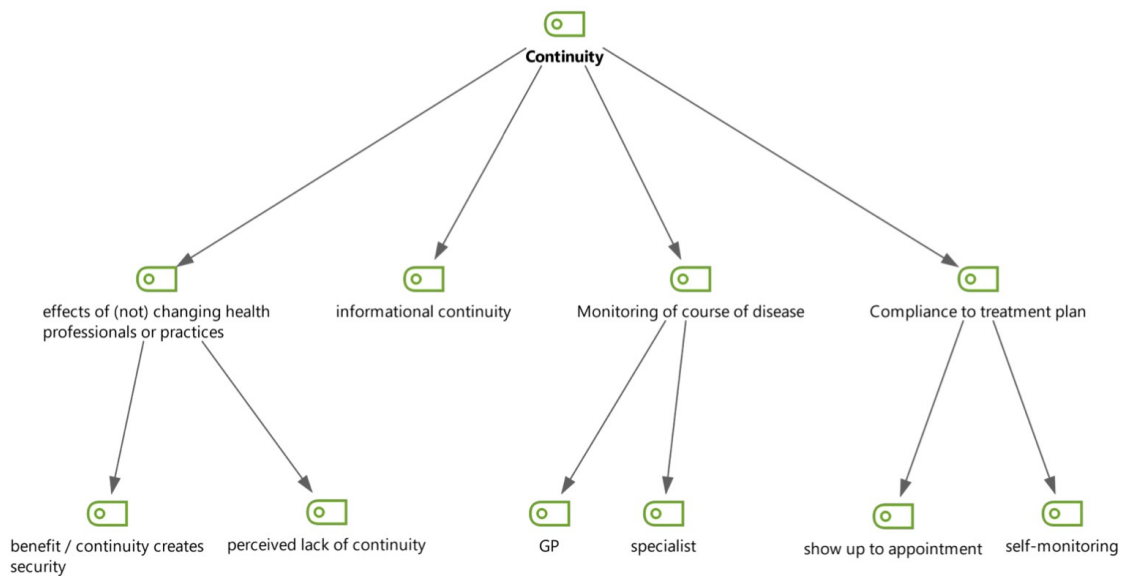 Continuity
effects of (not) changing health
professionals or practices
informational continuity
Monitoring of course of disease
Compliance to treatment plan
benefit / continuity creates
security
perceived lack of continuity
GP
specialist
show up to appointment
self-monitoring